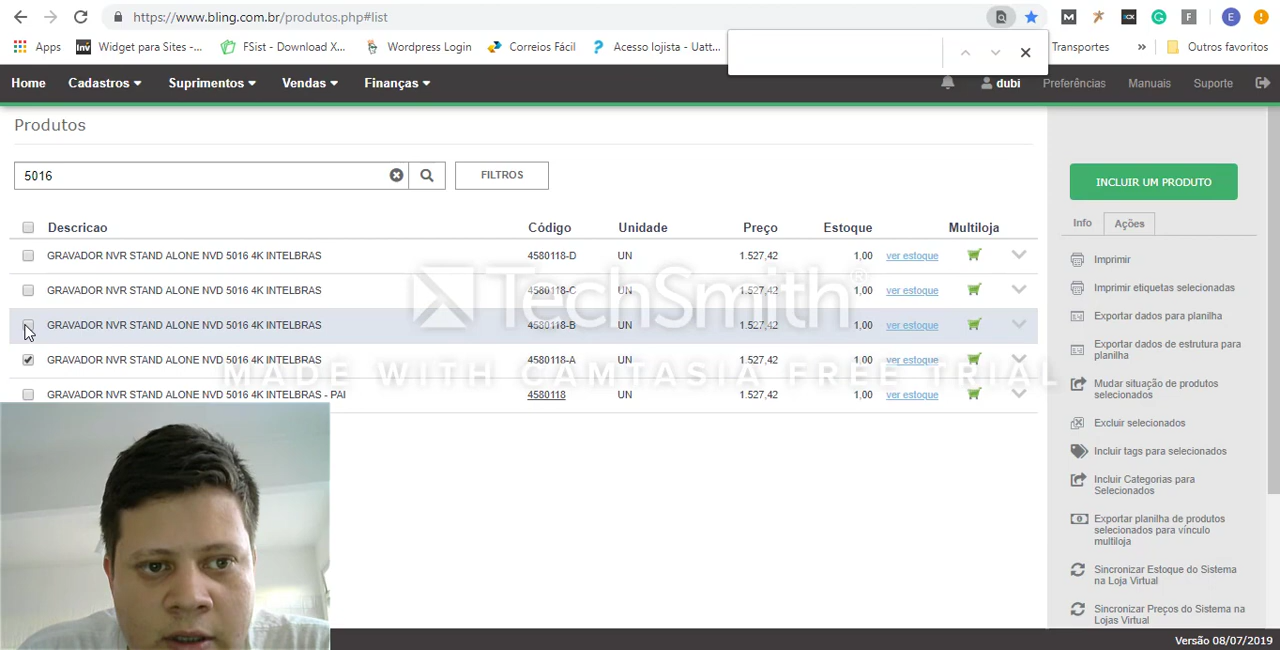 https://www.bling.com.br/produtos.php#list
M
F
E
Apps
Inv
Widget para Sites -...
FSist - Download X...
Wordpress Login
Correios Fácil
?
Acesso lojista - Uatt...
Transportes
»
Outros favoritos
Home
Cadastros
Suprimentos
Vendas
Finanças
dubi
Preferências
Manuais
Suporte
Produtos
5016
FILTROS
INCLUIR UM PRODUTO
Info
Ações
Descricao Código Unidade Preço Estoque Multiloja
GRAVADOR NVR STAND ALONE NVD 5016 4K INTELBRAS 4580118-D UN 1.527,42 1,00 ver estoque
GRAVADOR NVR STAND ALONE NVD 5016 4K INTELBRAS 4580118-C UN 1.527,42 1,00 ver estoque
GRAVADOR NVR STAND ALONE NVD 5016 4K INTELBRAS 4580118-B UN 1.527,42 1,00 ver estoque
GRAVADOR NVR STAND ALONE NVD 5016 4K INTELBRAS 4580118-A UN 1.527,42 1,00 ver estoque
GRAVADOR NVR STAND ALONE NVD 5016 4K INTELBRAS - PAI 4580118 UN 1.527,42 1,00 ver estoque
TechSmith®
MADE WITH CAMTASIA FREE TRIAL
Imprimir
Imprimir etiquetas selecionadas
Exportar dados para planilha
Exportar dados de estrutura para
planilha
Mudar situação de produtos
selecionados
Excluir selecionados
Incluir tags para selecionados
Incluir Categorias para
Selecionados
Exportar planilha de produtos
selecionados para vínculo
multiloja
Sincronizar Estoque do Sistema
na Loja Virtual
Sincronizar Preços do Sistema na
Lojas Virtual
Versão 08/07/2019